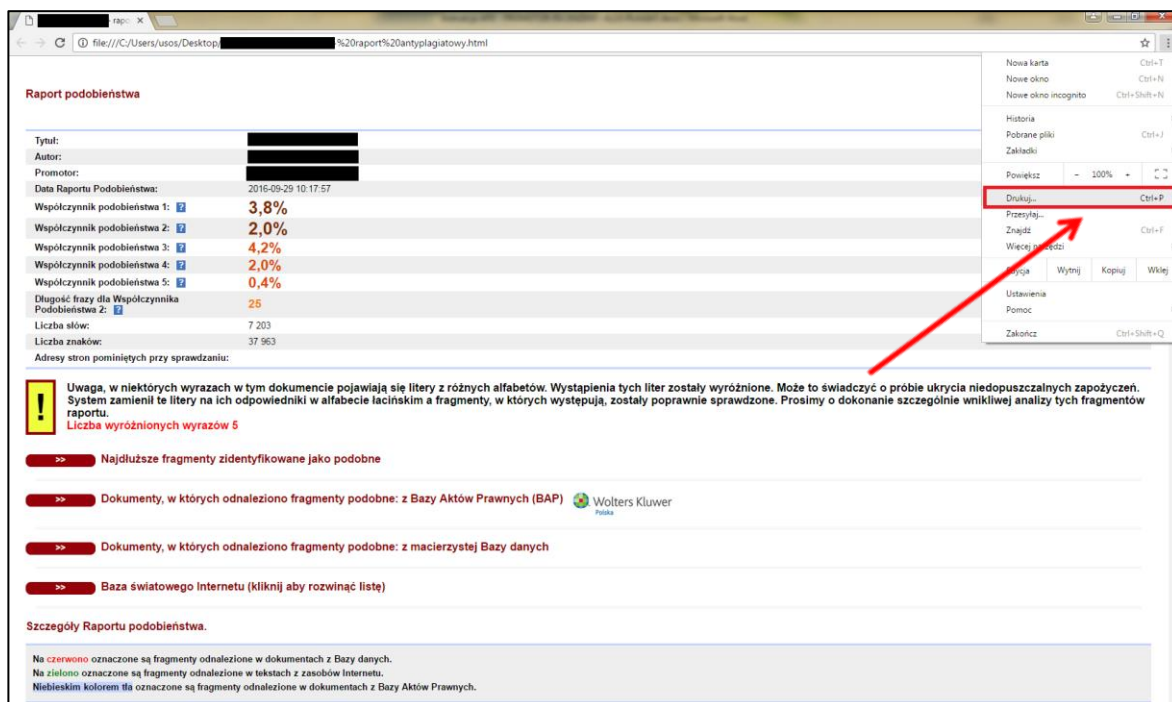 rapo
file:///C:/Users/usos/Desktop/ %20raport%20antyplagiatowy.html
Nowa karta Ctrl+T
Nowe okno Ctrl+N
Nowe okno incognito Ctrl+Shift+N
Historia
Pobrane pliki Ctrl+J
Zakładki
Powiększ - 100% +
Drukuj... Ctrl+P
Przesyłaj...
Znajdź Ctrl+F
Więcej narzędzi
Edycja Wytnij Kopiuj Wklej
Ustawienia
Pomoc
Zakończ Ctrl+Shift+Q
Raport podobieństwa
Tytuł:
Autor:
Promotor:
Data Raportu Podobieństwa: 2016-09-29 10:17:57
Współczynnik podobieństwa 1: ? 3,8%
Współczynnik podobieństwa 2: ? 2,0%
Współczynnik podobieństwa 3: ? 4,2%
Współczynnik podobieństwa 4: ? 2,0%
Współczynnik podobieństwa 5: ? 0,4%
Długość frazy dla Współczynnika
Podobieństwa 2: ? 25
Liczba słów: 7 203
Liczba znaków: 37 963
Adresy stron pominiętych przy sprawdzaniu:
! Uwaga, w niektórych wyrazach w tym dokumencie pojawiają się litery z różnych alfabetów. Wystąpienia tych liter zostały wyróżnione. Może to świadczyć o próbie ukrycia niedopuszczalnych zapożyczeń.
System zamienił te litery na ich odpowiedniki w alfabecie łacińskim a fragmenty, w których występują, zostały poprawnie sprawdzone. Prosimy o dokonanie szczególnie wnikliwej analizy tych fragmentów
raportu.
Liczba wyróżnionych wyrazów 5
>> Najdłuższe fragmenty zidentyfikowane jako podobne
>> Dokumenty, w których odnaleziono fragmenty podobne: z Bazy Aktów Prawnych (BAP) Wolters Kluwer
Polska
>> Dokumenty, w których odnaleziono fragmenty podobne: z macierzystej Bazy danych
>> Baza światowego Internetu (kliknij aby rozwinąć listę)
Szczegóły Raportu podobieństwa.
Na czerwono oznaczone są fragmenty odnalezione w dokumentach z Bazy danych.
Na zielono oznaczone są fragmenty odnalezione w tekstach z zasobów Internetu.
Niebieskim kolorem tła oznaczone są fragmenty odnalezione w dokumentach z Bazy Aktów Prawnych.